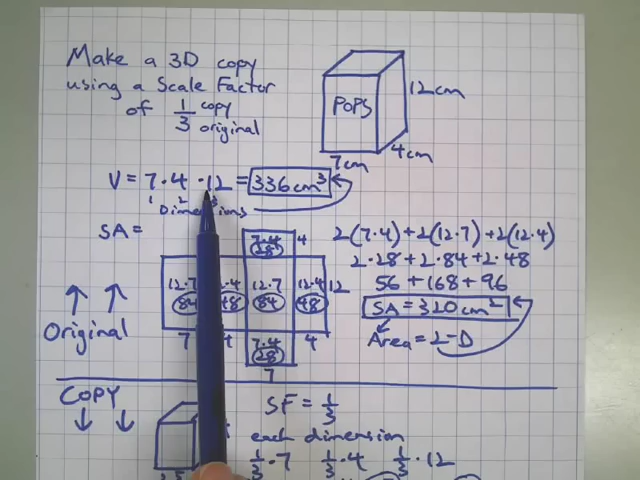 Make a 3D copy
using a Scale Factor
of 1/3 copy
original
POPS
12cm
4cm
7cm
V = 7·4·12 = 336cm³
1 2 3
Dimensions
SA =
2(7·4)+2(12·7)+2(12·4)
2·28+2·84+2·48
56+168+96
SA=320cm²
Area=2-D
7·4 4
28
12·7 12·7 12·4 12
84 48 84 48
7·4
28
7 4 4
7
Original
COPY
SF = 1/3
each dimension
1/3·7 1/3·4 1/3·12